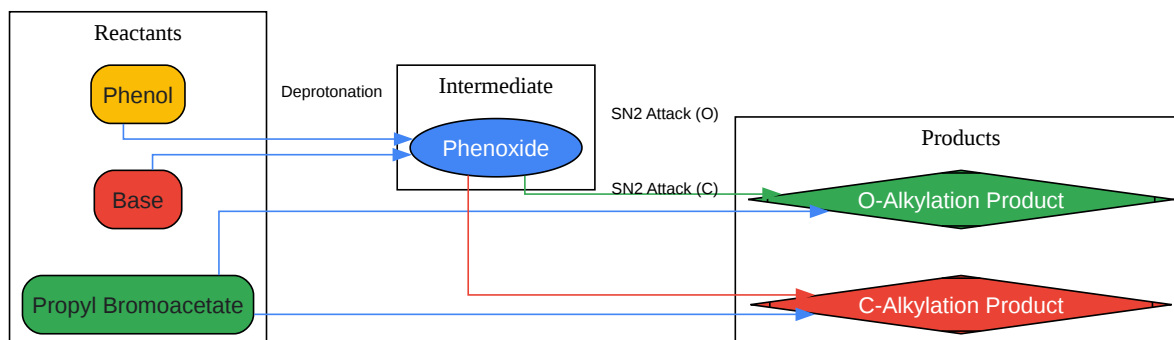 Reactants
Phenol
Base
Propyl Bromoacetate
Deprotonation
Intermediate
Phenoxide
SN2 Attack (O)
SN2 Attack (C)
Products
O-Alkylation Product
C-Alkylation Product